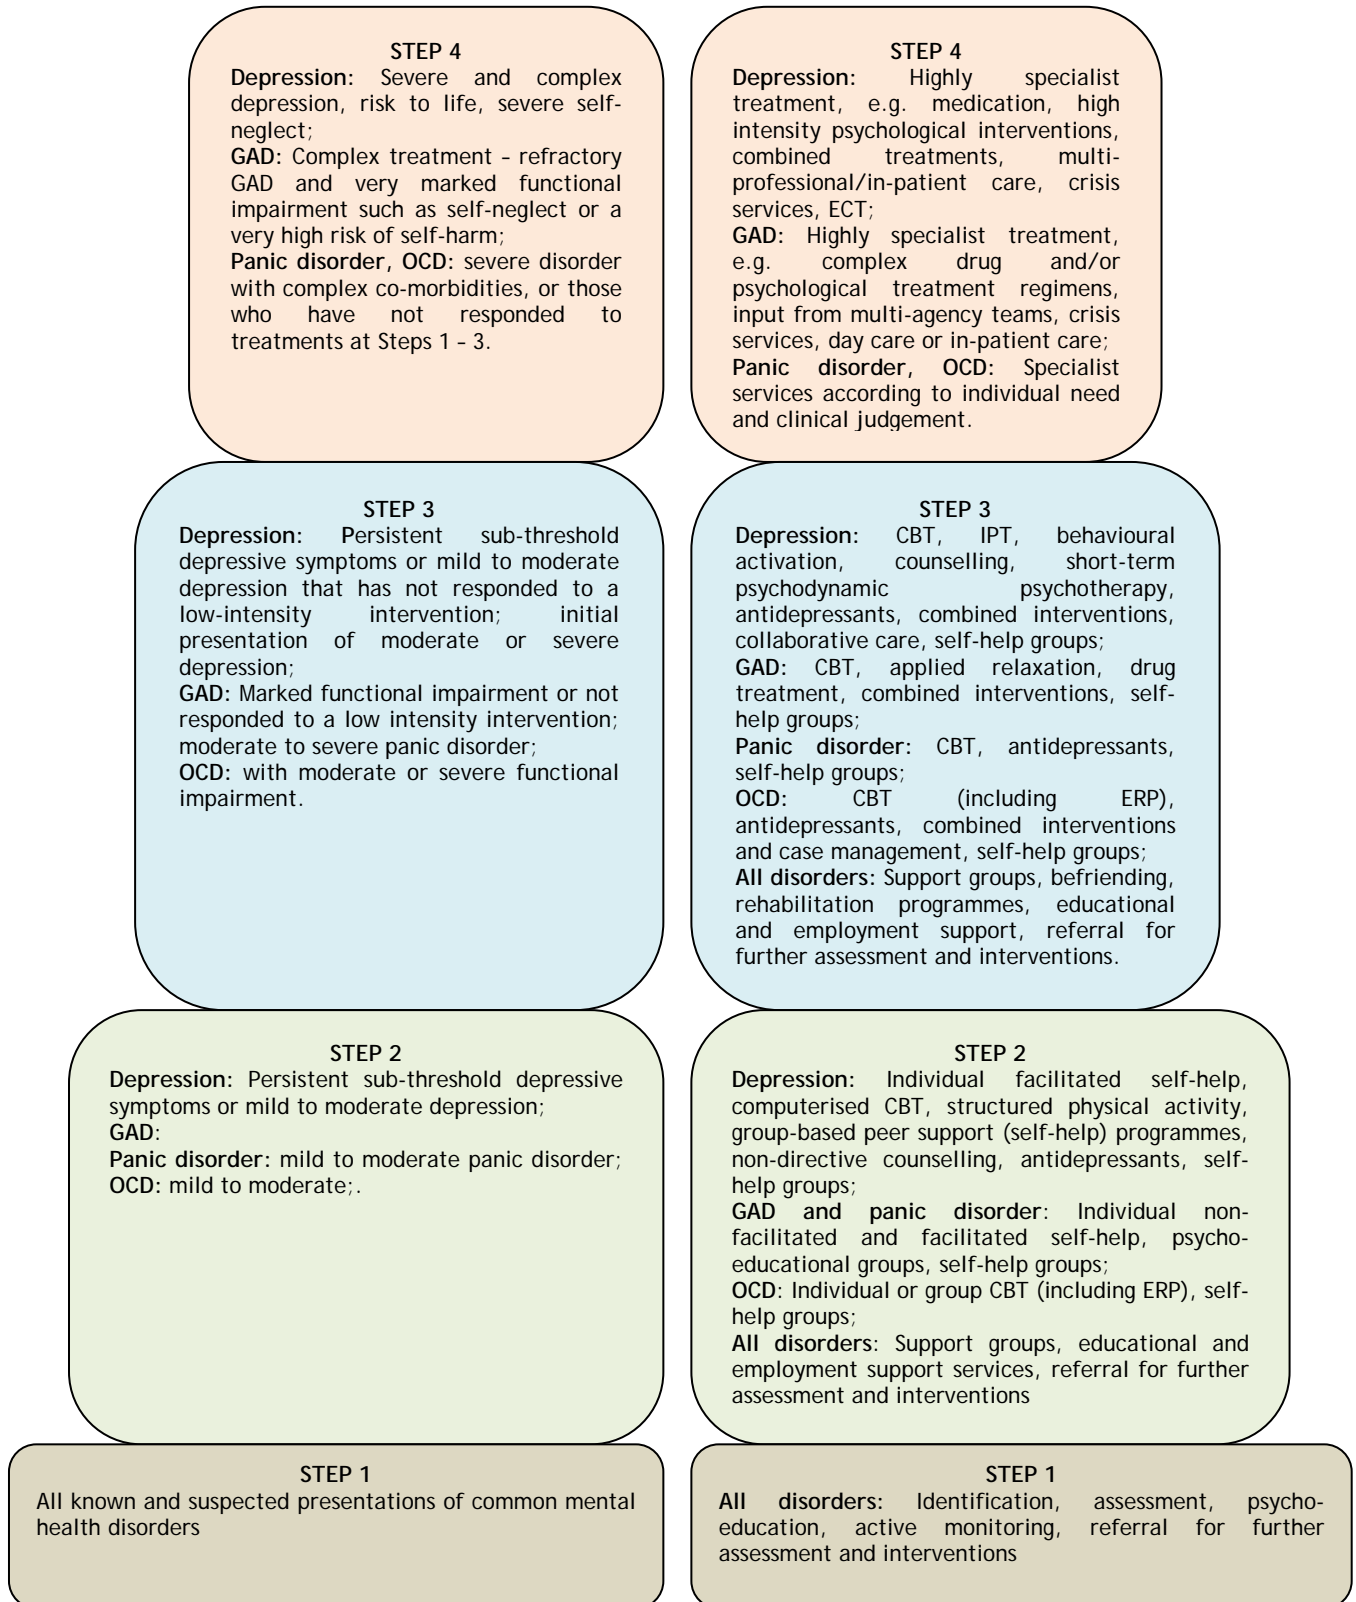 STEP 4
Depression: Severe and complex
depression, risk to life, severe self-
neglect;
GAD: Complex treatment – refractory
GAD and very marked functional
impairment such as self-neglect or a
very high risk of self-harm;
Panic disorder, OCD: severe disorder
with complex co-morbidities, or those
who have not responded to
treatments at Steps 1 – 3.
STEP 4
Depression: Highly specialist
treatment, e.g. medication, high
intensity psychological interventions,
combined treatments, multi-
professional/in-patient care, crisis
services, ECT;
GAD: Highly specialist treatment,
e.g. complex drug and/or
psychological treatment regimens,
input from multi-agency teams, crisis
services, day care or in-patient care;
Panic disorder, OCD: Specialist
services according to individual need
and clinical judgement.
STEP 3
Depression: Persistent sub-threshold
depressive symptoms or mild to moderate
depression that has not responded to a
low-intensity intervention; initial
presentation of moderate or severe
depression;
GAD: Marked functional impairment or not
responded to a low intensity intervention;
moderate to severe panic disorder;
OCD: with moderate or severe functional
impairment.
STEP 3
Depression: CBT, IPT, behavioural
activation, counselling, short-term
psychodynamic psychotherapy,
antidepressants, combined interventions,
collaborative care, self-help groups;
GAD: CBT, applied relaxation, drug
treatment, combined interventions, self-
help groups;
Panic disorder: CBT, antidepressants,
self-help groups;
OCD: CBT (including ERP),
antidepressants, combined interventions
and case management, self-help groups;
All disorders: Support groups, befriending,
rehabilitation programmes, educational
and employment support, referral for
further assessment and interventions.
STEP 2
Depression: Persistent sub-threshold depressive
symptoms or mild to moderate depression;
GAD:
Panic disorder: mild to moderate panic disorder;
OCD: mild to moderate;.
STEP 2
Depression: Individual facilitated self-help,
computerised CBT, structured physical activity,
group-based peer support (self-help) programmes,
non-directive counselling, antidepressants, self-
help groups;
GAD and panic disorder: Individual non-
facilitated and facilitated self-help, psycho-
educational groups, self-help groups;
OCD: Individual or group CBT (including ERP), self-
help groups;
All disorders: Support groups, educational and
employment support services, referral for further
assessment and interventions
STEP 1
All known and suspected presentations of common mental
health disorders
STEP 1
All disorders: Identification, assessment, psycho-
education, active monitoring, referral for further
assessment and interventions